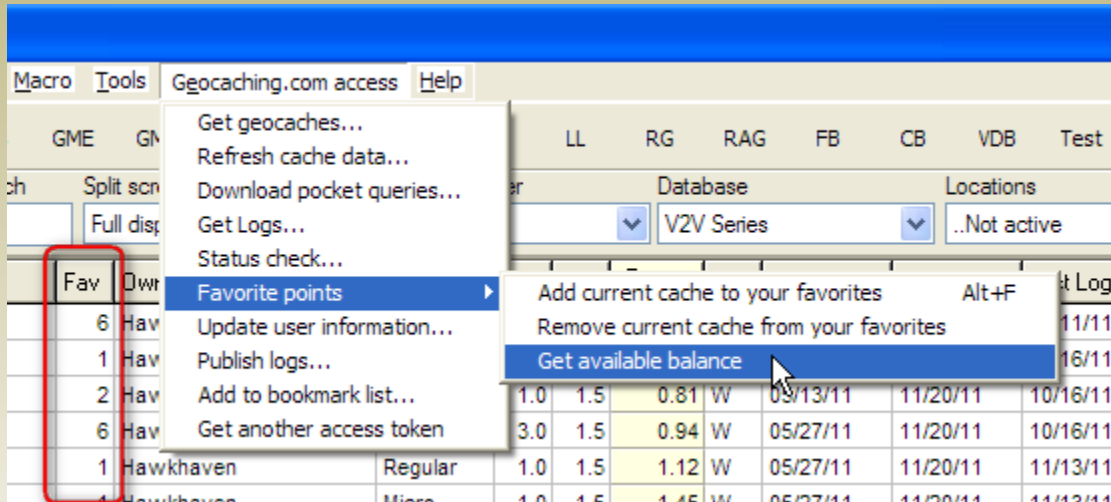 Macro Tools Geocaching.com access Help
GME LL RG RAG FB CB VDB Test
Split Database Locations
Full V2V Series ..Not active
Get geocaches...
Refresh cache data...
Download pocket queries...
Get Logs...
Status check...
Favorite points
Update user information...
Publish logs...
Add to bookmark list...
Get another access token
Add current cache to your favorites Alt+F
Remove current cache from your favorites
Get available balance
Fav Log
6 11/11
1 16/11
2 1.0 1.5 0.81 W 09/13/11 11/20/11 10/16/11
6 3.0 1.5 0.94 W 05/27/11 11/20/11 10/16/11
1 Hawkhaven Regular 1.0 1.5 1.12 W 05/27/11 11/20/11 11/13/11